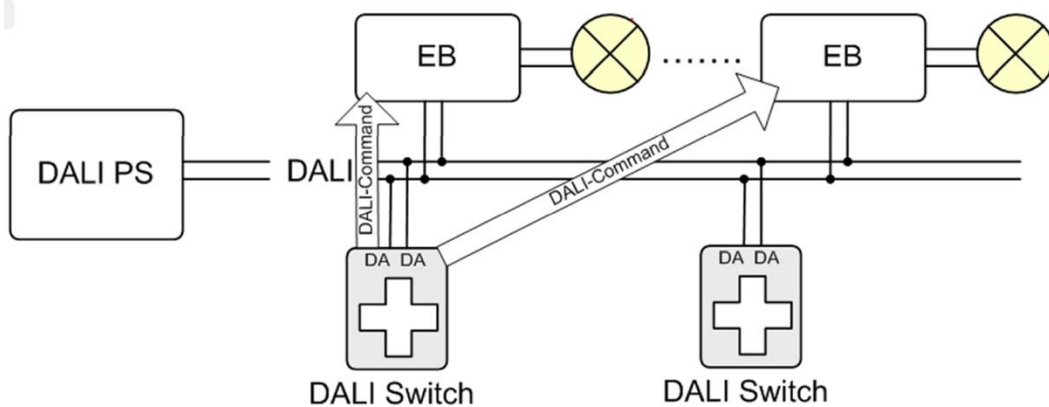 EB
EB
DALI PS
DALI
DALI-Command
DALI-Command
DA DA
DA DA
DALI Switch
DALI Switch